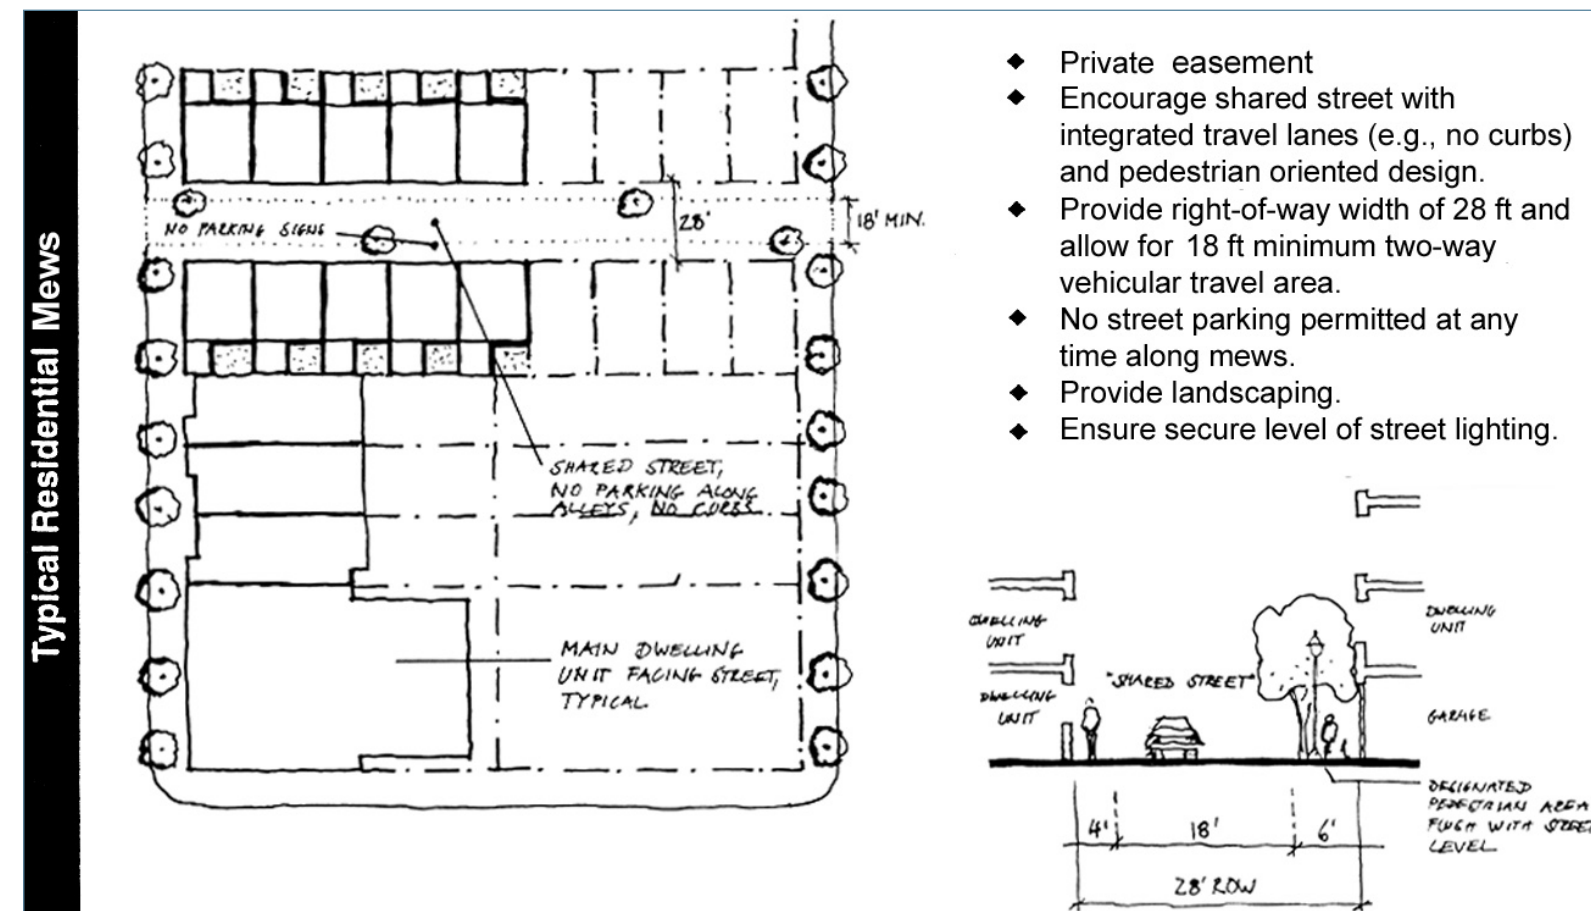 Typical Residential Mews
NO PARKING SIGNS
28'
18' MIN.
SHARED STREET,
NO PARKING ALONG
ALLEYS, NO CURBS.
MAIN DWELLING
UNIT FACING STREET,
TYPICAL
◆ Private easement
◆ Encourage shared street with
integrated travel lanes (e.g., no curbs)
and pedestrian oriented design.
◆ Provide right-of-way width of 28 ft and
allow for 18 ft minimum two-way
vehicular travel area.
◆ No street parking permitted at any
time along mews.
◆ Provide landscaping.
◆ Ensure secure level of street lighting.
DWELLING
UNIT
DWELLING
UNIT
"SHARED STREET"
DWELLING
UNIT
GARAGE
DESIGNATED
PEDESTRIAN AREA
FLUSH WITH STREET
LEVEL
4'
18'
6'
28' ROW